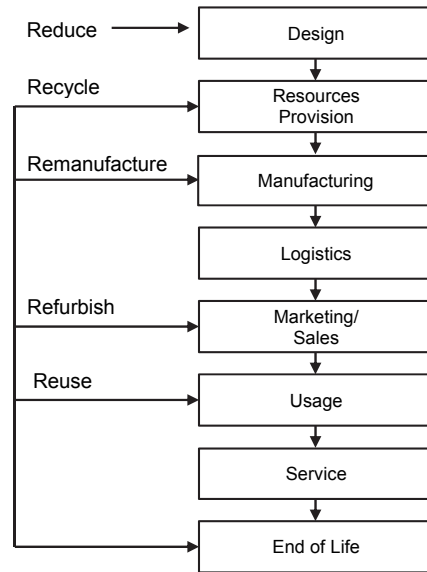 Reduce
Design
Recycle
Resources
Provision
Remanufacture
Manufacturing
Logistics
Refurbish
Marketing/
Sales
Reuse
Usage
Service
End of Life